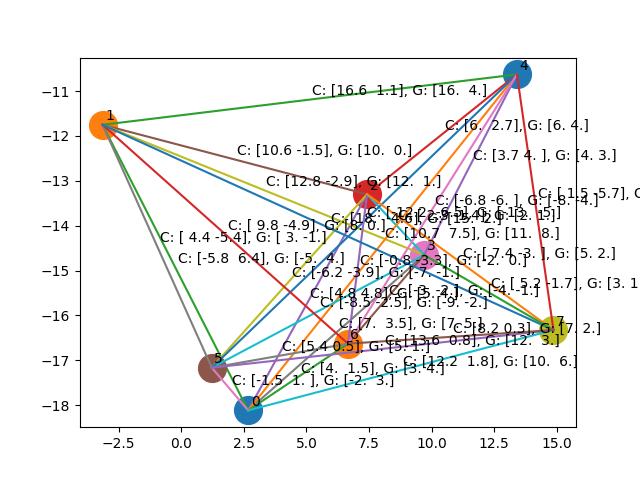 4
−11
C: [16.6  1.1], G: [16.  4.]
1
−12
C: [6.  2.7], G: [6. 4.]
C: [10.6 -1.5], G: [10.  0.]
C: [3.7 4. ], G: [4. 3.]
−13
C: [12.8 -2.9], G: [12.  1.]
C: [ 1.5 -5.7], G
C: [-6.8 -6. ], G: [-8. -4.]
−14
C: [ 9.8 -4.9], G: [8. 0.]
C: [10.7  7.5], G: [11.  8.]
C: [ 4.4 -5.4], G: [ 3. -1.]
3
C: [-7.4 -3. ], G: [5. 2.]
C: [-5.8  6.4], G: [-5.  4.]
C: [-0.8 -3.3], G: [-2.  0.]
−15
C: [-6.2 -3.9], G: [-7. -1.]
C: [ 5.2 -1.7], G: [3. 1
C: [4.8 4.8], G: [5. 4.]
C: [-8.5 -2.5], G: [-9. -2.]
−16
C: [7.  3.5], G: [7. 5.]
7
C: [8.2 0.3], G: [7. 2.]
6
C: [13.6  0.8], G: [12.  3.]
C: [5.4 0.5], G: [5. 1.]
−17
5
C: [12.2  1.8], G: [10.  6.]
C: [4.  1.5], G: [3. 4.]
C: [-1.5  1. ], G: [-2.  3.]
0
−18
−2.5 0.0 2.5 5.0 7.5 10.0 12.5 15.0